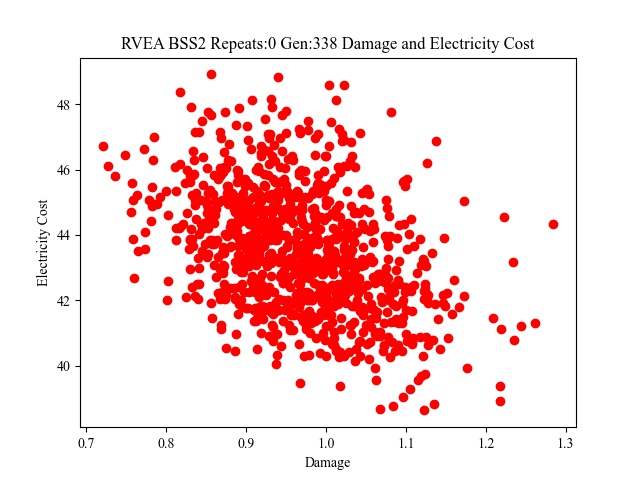 RVEA BSS2 Repeats:0 Gen:338 Damage and Electricity Cost
Electricity Cost
48
46
44
42
40
0.7 0.8 0.9 1.0 1.1 1.2 1.3
Damage